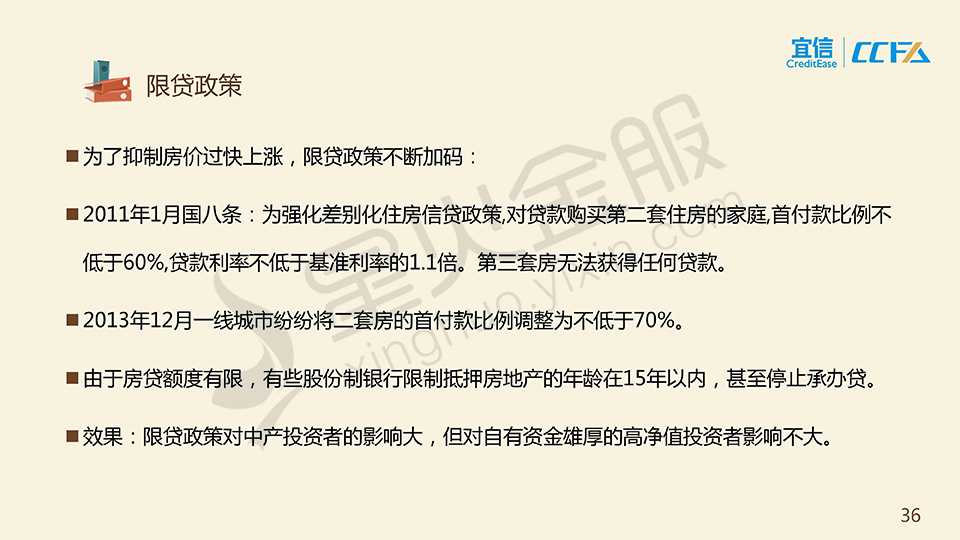 宜信
CreditEase
CCFA
限贷政策
为了抑制房价过快上涨，限贷政策不断加码：
2011年1月国八条：为强化差别化住房信贷政策,对贷款购买第二套住房的家庭,首付款比例不
低于60%,贷款利率不低于基准利率的1.1倍。第三套房无法获得任何贷款。
2013年12月一线城市纷纷将二套房的首付款比例调整为不低于70%。
由于房贷额度有限，有些股份制银行限制抵押房地产的年龄在15年以内，甚至停止承办贷。
效果：限贷政策对中产投资者的影响大，但对自有资金雄厚的高净值投资者影响不大。
星火金服
xinghuo.yixin.com
36